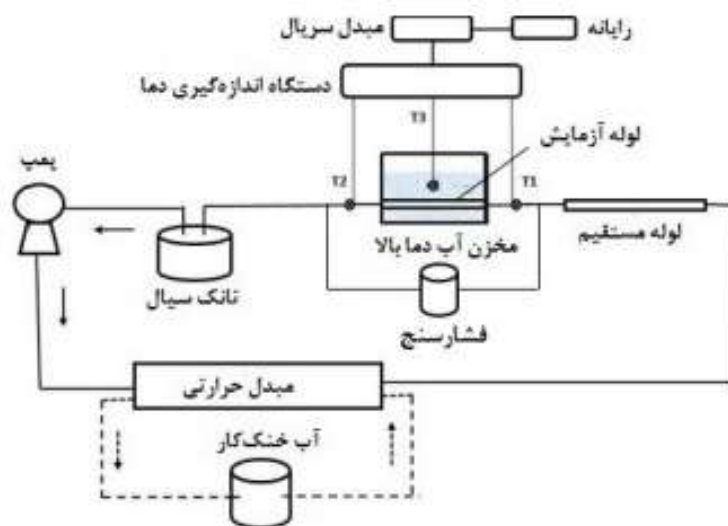 رایانه
مبدل سریال
دستگاه اندازه‌گیری دما
T3
لوله آزمایش
پمپ
T2
T1
لوله مستقیم
مخزن آب دما بالا
تانک سیال
فشارسنج
مبدل حرارتی
آب خنک‌کار